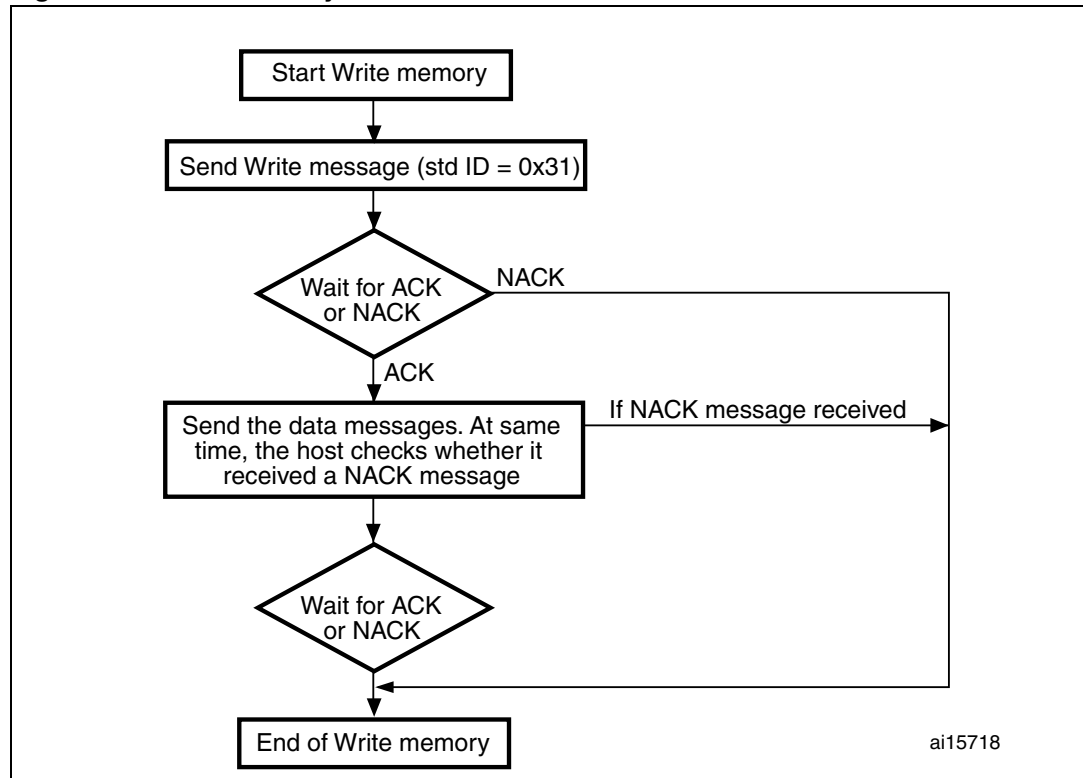 Start Write memory
Send Write message (std ID = 0x31)
NACK
Wait for ACK
or NACK
ACK
If NACK message received
Send the data messages. At same
time, the host checks whether it
received a NACK message
Wait for ACK
or NACK
End of Write memory
ai15718